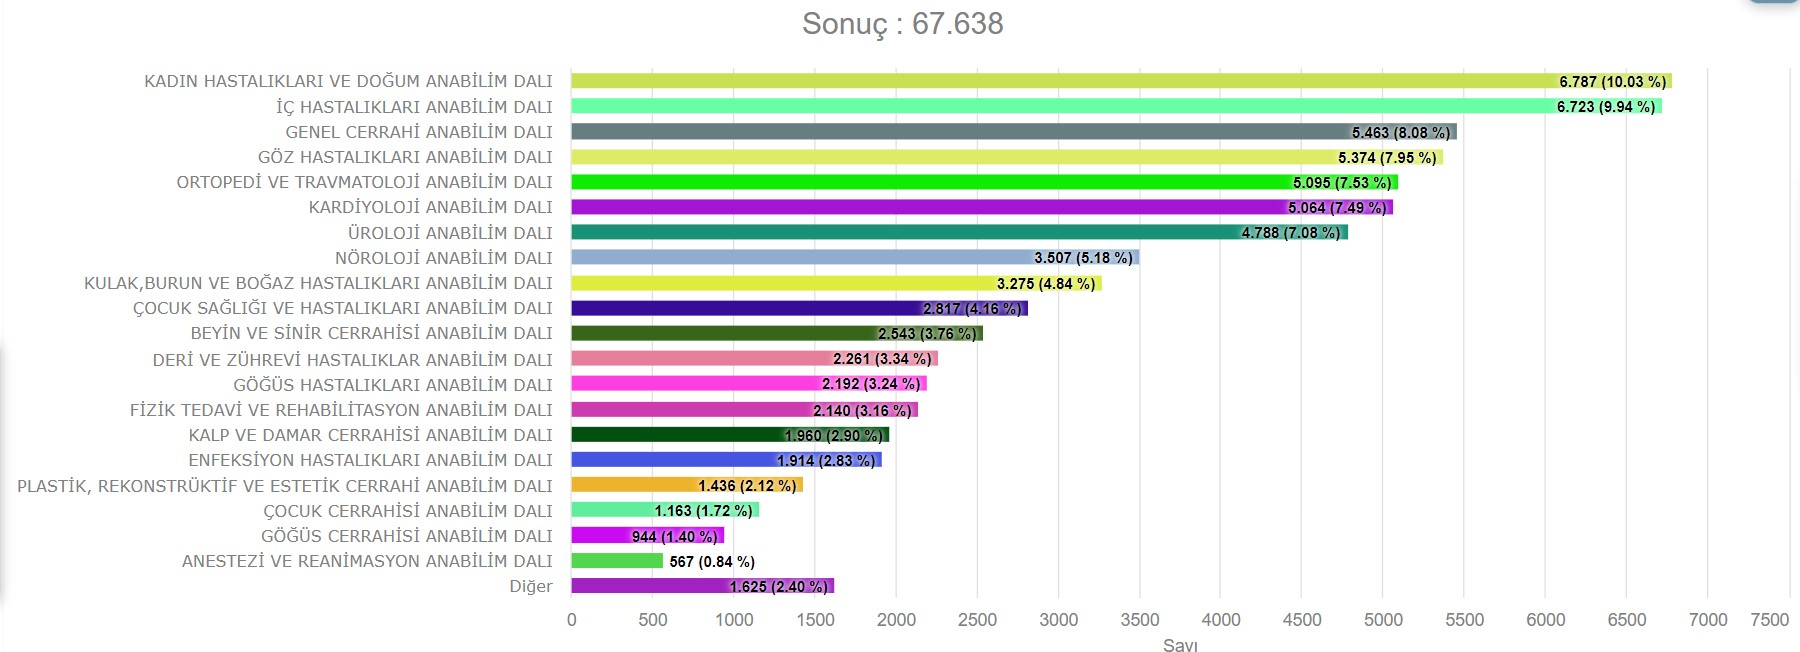 Sonuç : 67.638
KADIN HASTALIKLARI VE DOĞUM ANABİLİM DALI 6.787 (10.03 %)
İÇ HASTALIKLARI ANABİLİM DALI 6.723 (9.94 %)
GENEL CERRAHİ ANABİLİM DALI 5.463 (8.08 %)
GÖZ HASTALIKLARI ANABİLİM DALI 5.374 (7.95 %)
ORTOPEDİ VE TRAVMATOLOJİ ANABİLİM DALI 5.095 (7.53 %)
KARDİYOLOJİ ANABİLİM DALI 5.064 (7.49 %)
ÜROLOJİ ANABİLİM DALI 4.788 (7.08 %)
NÖROLOJİ ANABİLİM DALI 3.507 (5.18 %)
KULAK,BURUN VE BOĞAZ HASTALIKLARI ANABİLİM DALI 3.275 (4.84 %)
ÇOCUK SAĞLIĞI VE HASTALIKLARI ANABİLİM DALI 2.817 (4.16 %)
BEYİN VE SİNİR CERRAHİSİ ANABİLİM DALI 2.543 (3.76 %)
DERİ VE ZÜHREVİ HASTALIKLAR ANABİLİM DALI 2.261 (3.34 %)
GÖĞÜS HASTALIKLARI ANABİLİM DALI 2.192 (3.24 %)
FİZİK TEDAVİ VE REHABİLİTASYON ANABİLİM DALI 2.140 (3.16 %)
KALP VE DAMAR CERRAHİSİ ANABİLİM DALI 1.960 (2.90 %)
ENFEKSİYON HASTALIKLARI ANABİLİM DALI 1.914 (2.83 %)
PLASTİK, REKONSTRÜKTİF VE ESTETİK CERRAHİ ANABİLİM DALI 1.436 (2.12 %)
ÇOCUK CERRAHİSİ ANABİLİM DALI 1.163 (1.72 %)
GÖĞÜS CERRAHİSİ ANABİLİM DALI 944 (1.40 %)
ANESTEZİ VE REANİMASYON ANABİLİM DALI 567 (0.84 %)
Diğer 1.625 (2.40 %)
0 500 1000 1500 2000 2500 3000 3500 4000 4500 5000 5500 6000 6500 7000 7500
Sayı